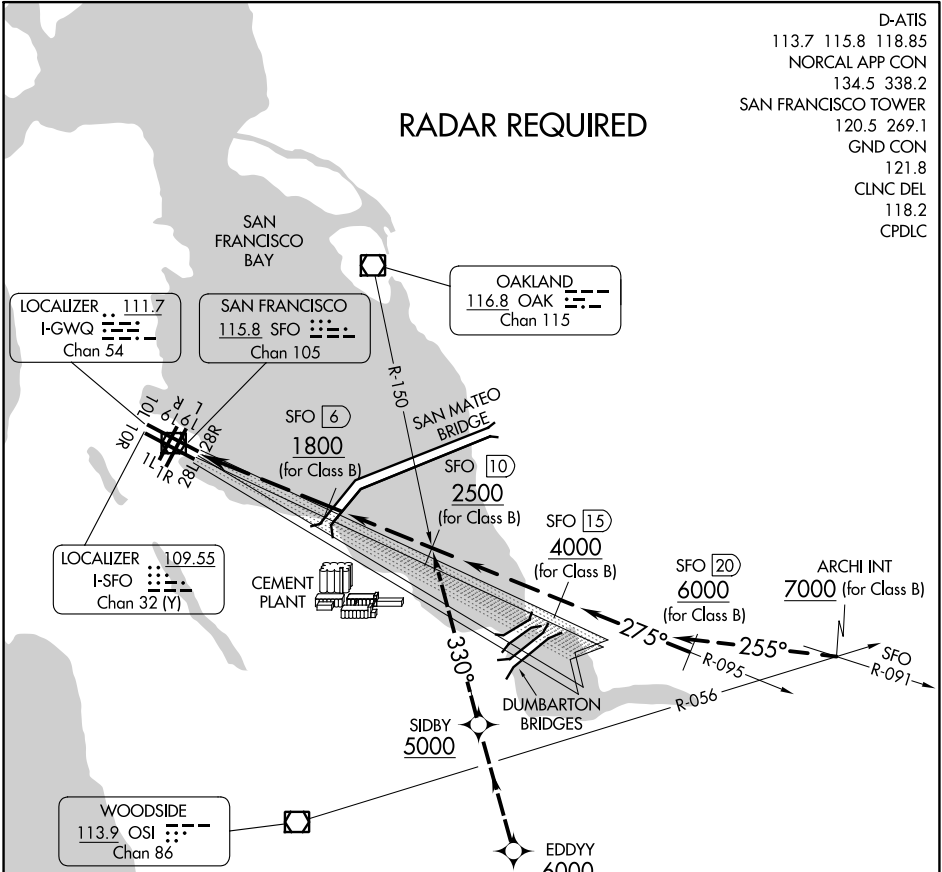 D-ATIS
113.7 115.8 118.85
NORCAL APP CON
134.5 338.2
SAN FRANCISCO TOWER
120.5 269.1
GND CON
121.8
CLNC DEL
118.2
CPDLC
RADAR REQUIRED
SAN
FRANCISCO
BAY
OAKLAND
116.8 OAK
Chan 115
LOCALIZER 111.7
I-GWQ
Chan 54
SAN FRANCISCO
115.8 SFO
Chan 105
R-150
SAN MATEO
BRIDGE
10L
10R
19R
19L
1L
1R
28R
28L
SFO 6
1800
(for Class B)
SFO 10
2500
(for Class B)
SFO 15
4000
(for Class B)
SFO 20
6000
(for Class B)
ARCHI INT
7000 (for Class B)
LOCALIZER 109.55
I-SFO
Chan 32 (Y)
CEMENT
PLANT
330°
275°
255°
R-095
SFO
R-091
R-056
DUMBARTON
BRIDGES
SIDBY
5000
WOODSIDE
113.9 OSI
Chan 86
EDDYY
6000